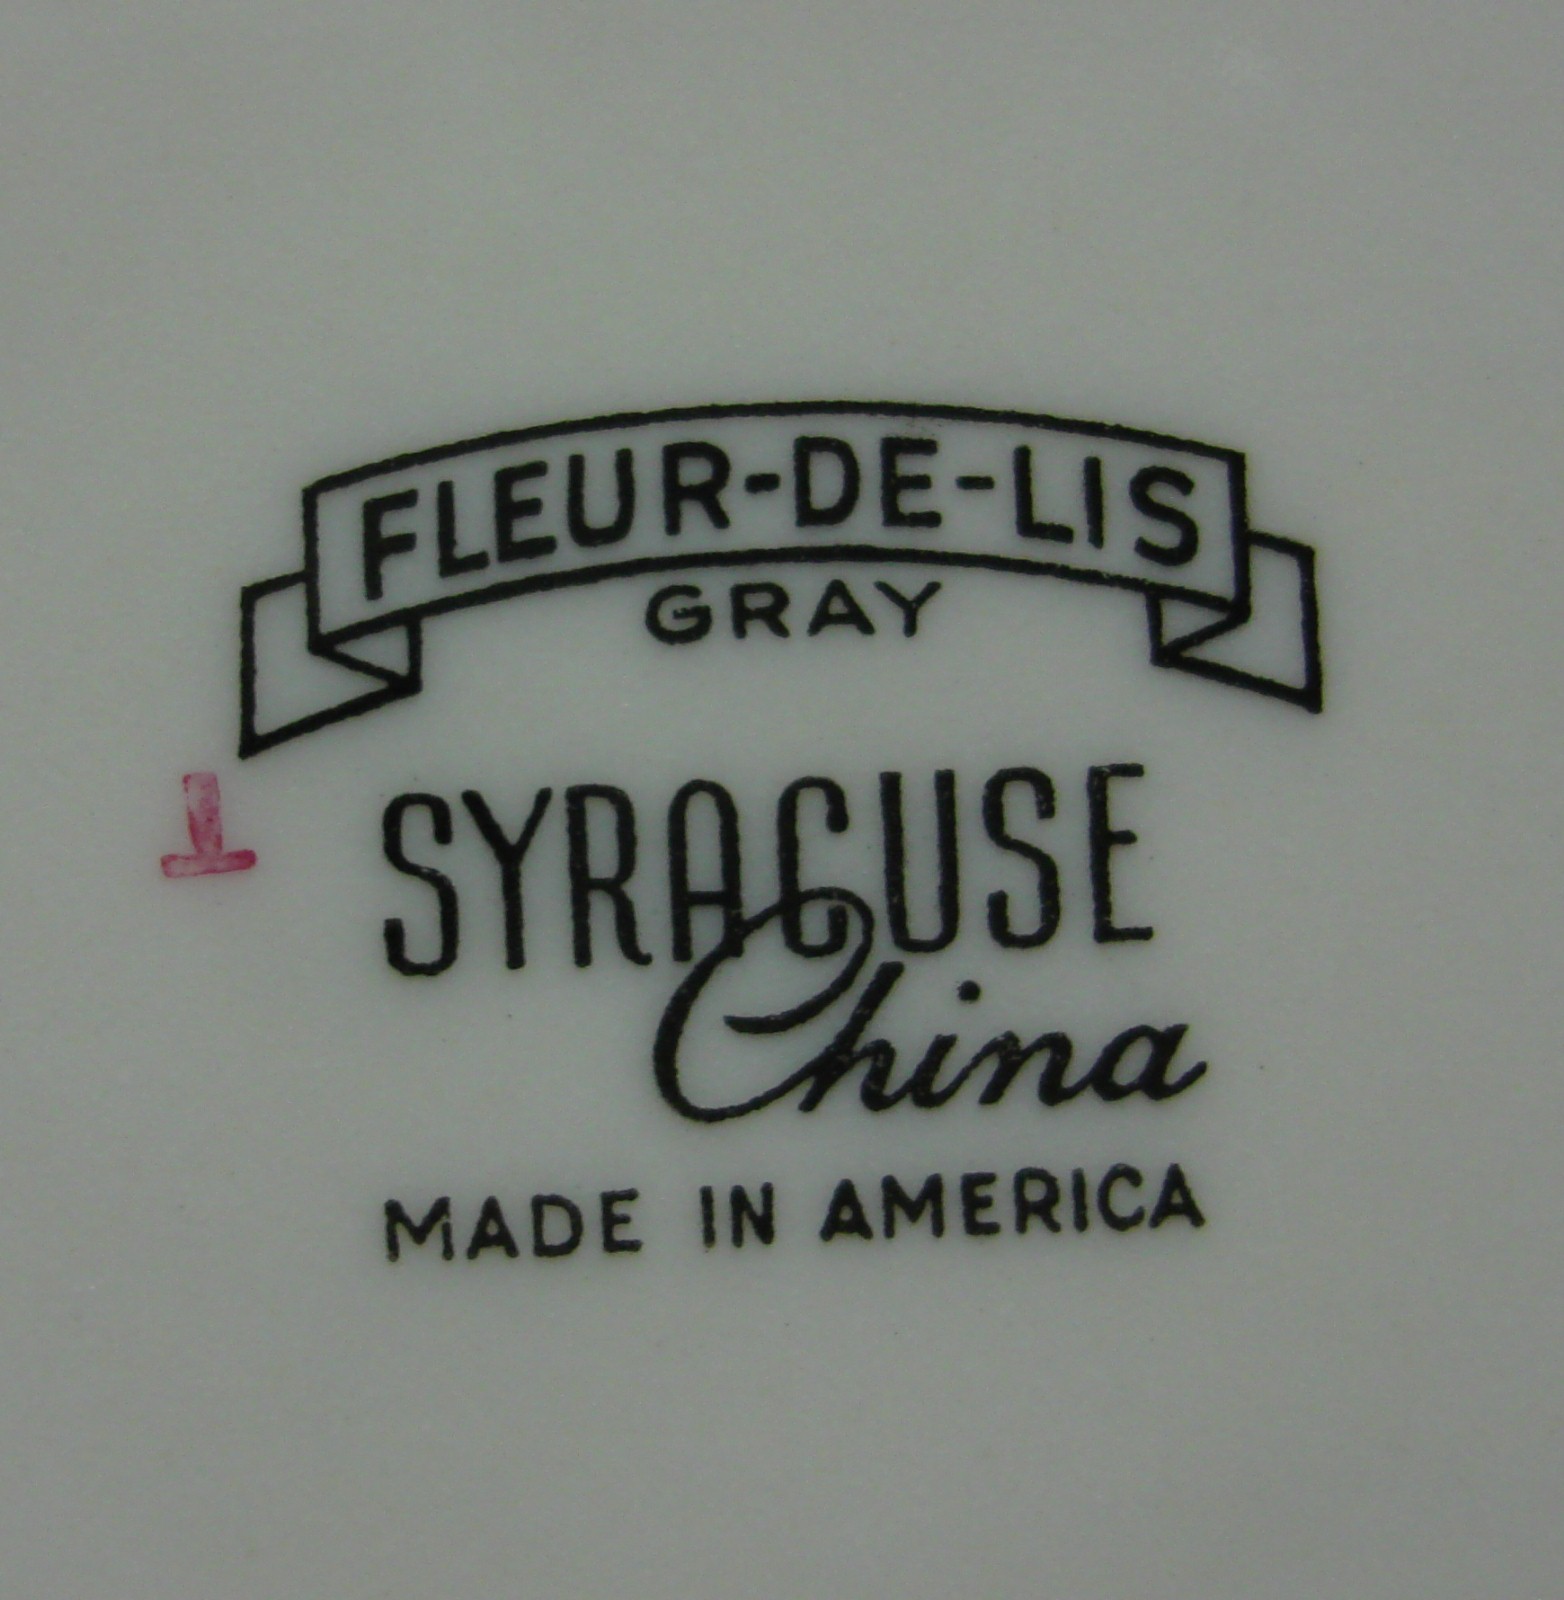 FLEUR-DE-LIS
GRAY
T
SYRACUSE
China
MADE IN AMERICA